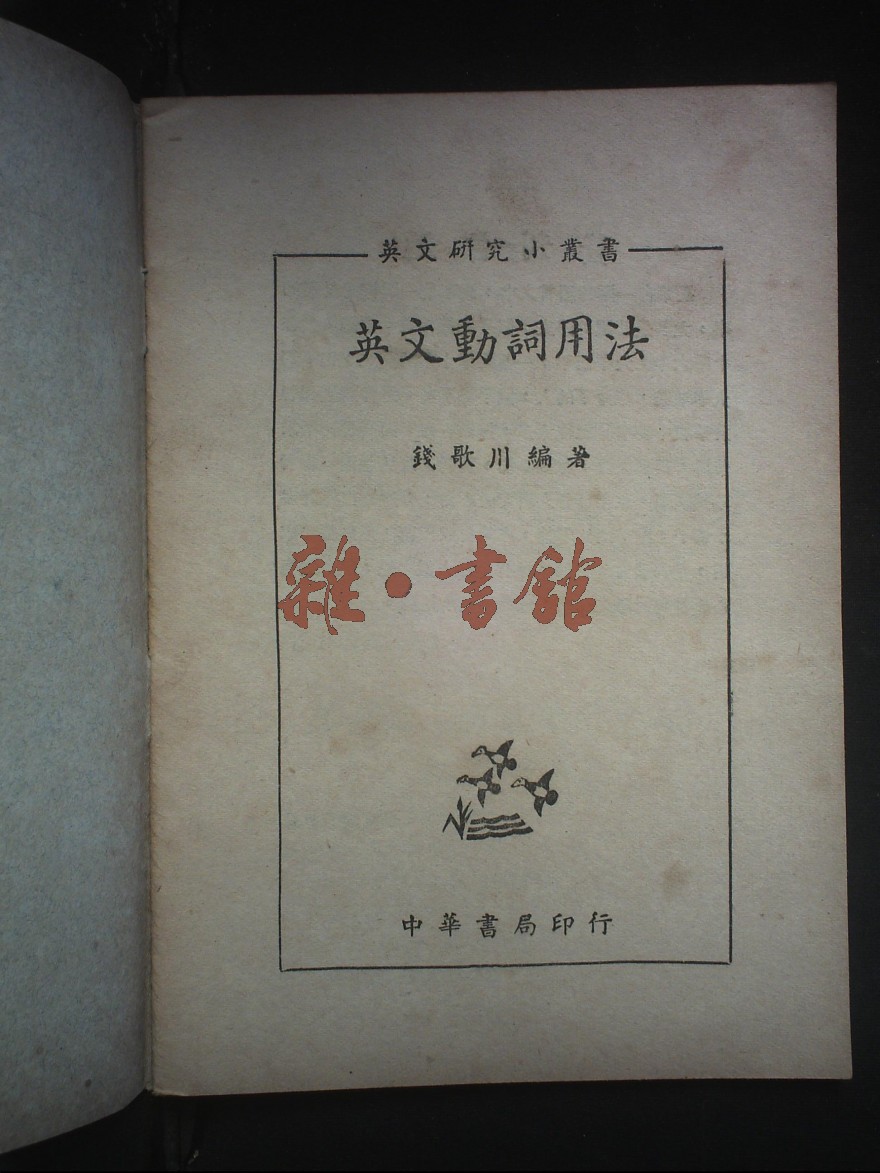 英文研究小叢書
英文動詞用法
錢歌川編著
雜・書館
中華書局印行